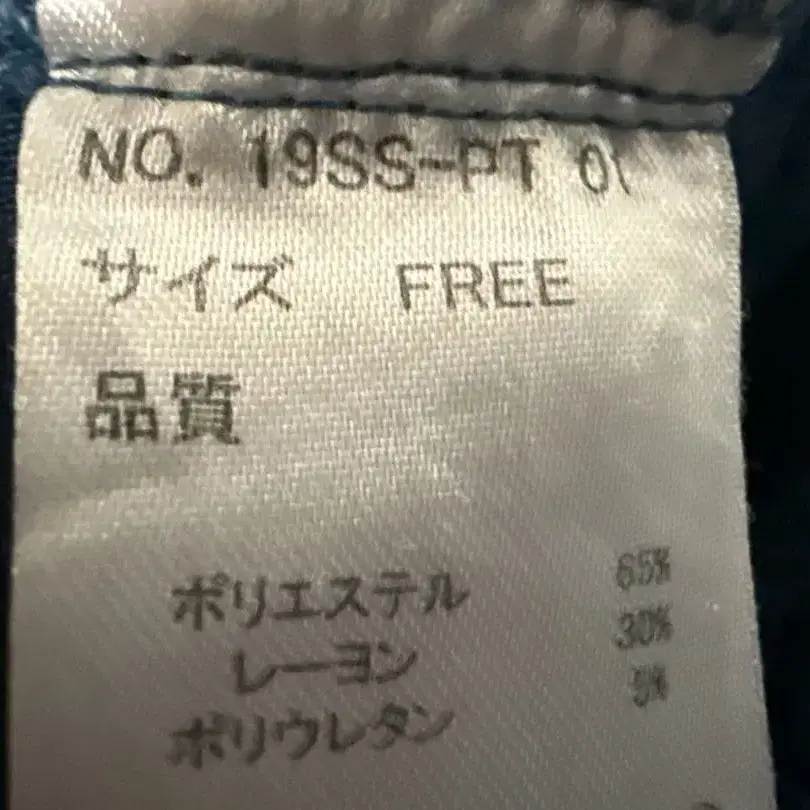 NO. 19SS-PT
サイズ FREE
品質
ポリエステル 65%
レーヨン 30%
ポリウレタン 5%